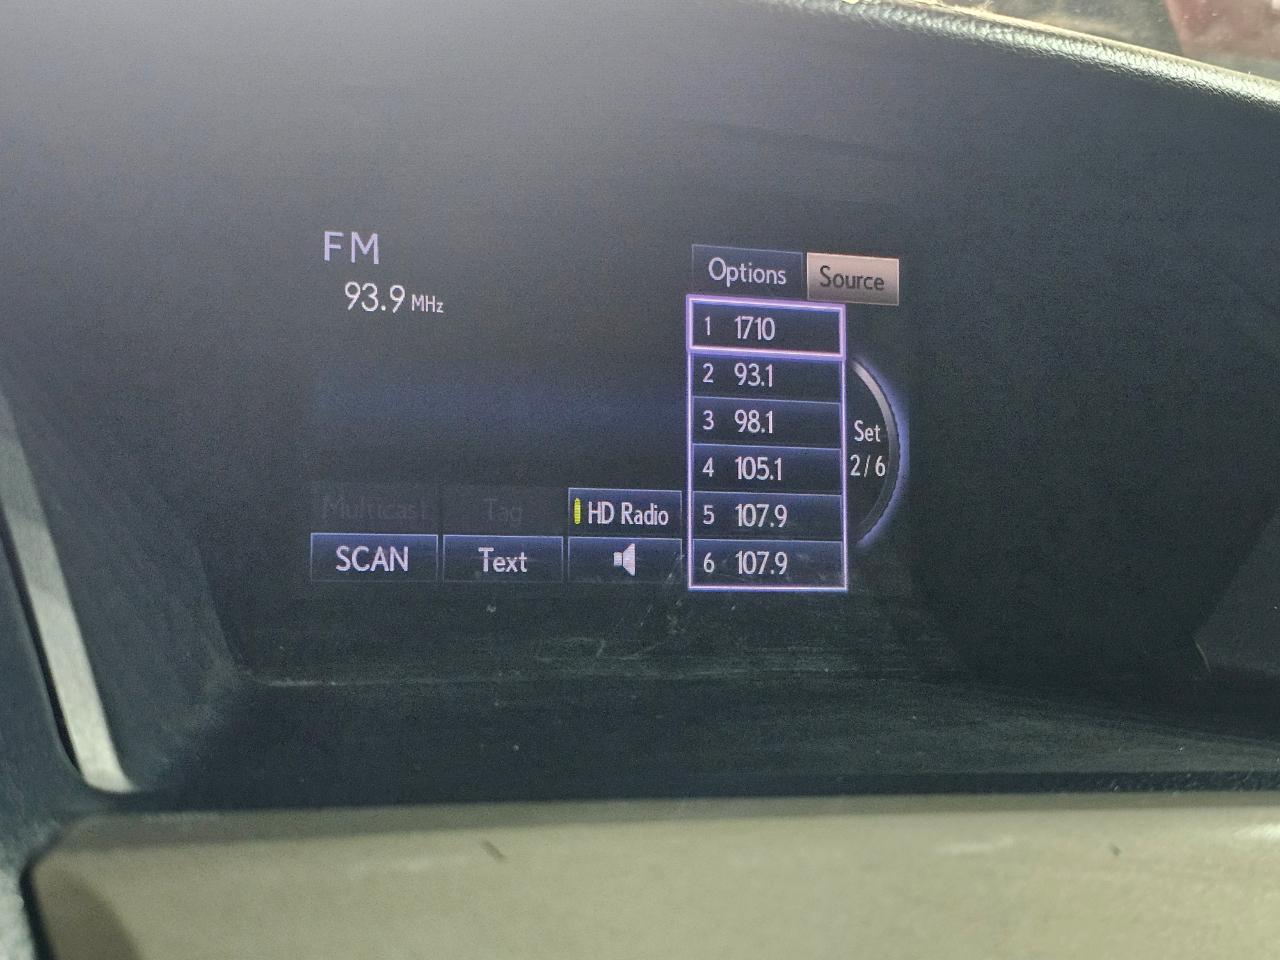 FM
93.9 MHz
Options
Source
1 1710
2 93.1
3 98.1
4 105.1
5 107.9
6 107.9
Set
2/6
Multicast
Tag
HD Radio
SCAN
Text